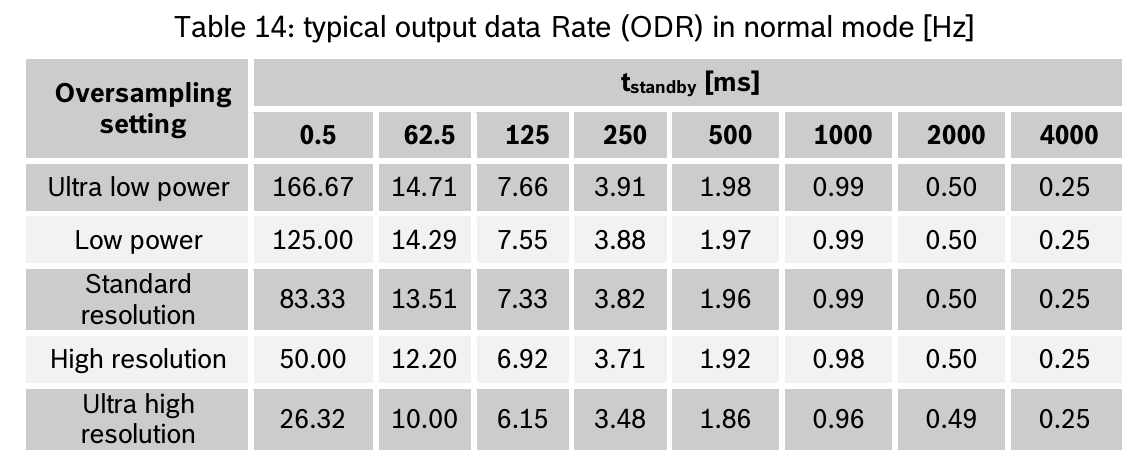 Table 14: typical output data Rate (ODR) in normal mode [Hz]
Oversampling setting tstandby [ms]
0.5 62.5 125 250 500 1000 2000 4000
Ultra low power 166.67 14.71 7.66 3.91 1.98 0.99 0.50 0.25
Low power 125.00 14.29 7.55 3.88 1.97 0.99 0.50 0.25
Standard resolution 83.33 13.51 7.33 3.82 1.96 0.99 0.50 0.25
High resolution 50.00 12.20 6.92 3.71 1.92 0.98 0.50 0.25
Ultra high resolution 26.32 10.00 6.15 3.48 1.86 0.96 0.49 0.25